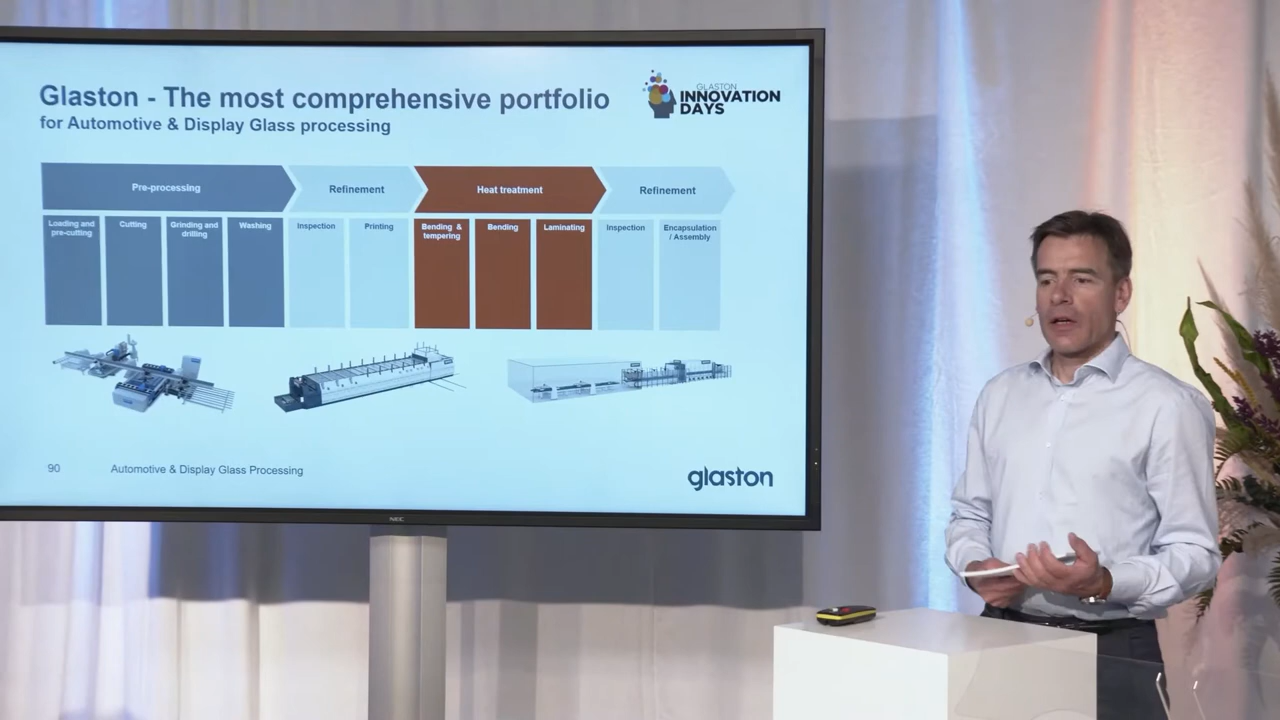 Glaston - The most comprehensive portfolio
for Automotive & Display Glass processing
GLASTON
INNOVATION
DAYS
Pre-processing
Refinement
Heat treatment
Refinement
Loading and
pre-cutting
Cutting
Grinding and
drilling
Washing
Inspection
Printing
Bending &
tempering
Bending
Laminating
Inspection
Encapsulation
/ Assembly
90
Automotive & Display Glass Processing
glaston
NEC